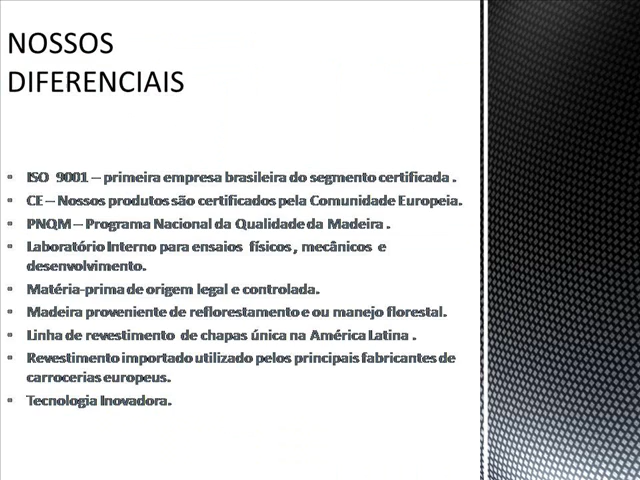 NOSSOS
DIFERENCIAIS
▪ ISO 9001 – primeira empresa brasileira do segmento certificada .
▪ CE – Nossos produtos são certificados pela Comunidade Europeia.
▪ PNQM – Programa Nacional da Qualidade da Madeira .
▪ Laboratório Interno para ensaios físicos , mecânicos e
desenvolvimento.
▪ Matéria-prima de origem legal e controlada.
▪ Madeira proveniente de reflorestamento e ou manejo florestal.
▪ Linha de revestimento de chapas única na América Latina .
▪ Revestimento importado utilizado pelos principais fabricantes de
carrocerias europeus.
▪ Tecnologia Inovadora.